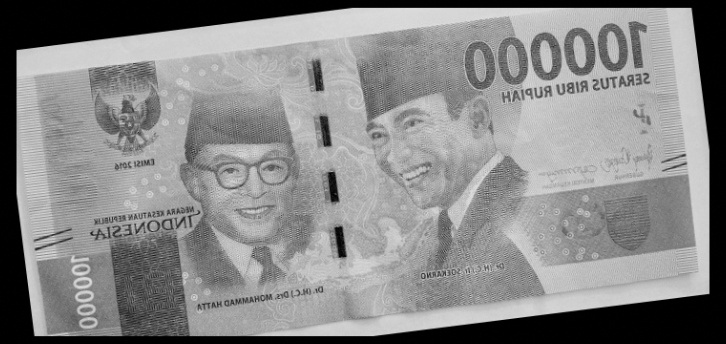 100000
SERATUS RIBU RUPIAH
EMISI 2016
NEGARA KESATUAN REPUBLIK
INDONESIA
Dr. (H.C.) Ir. SOEKARNO
Dr. (H.C.) Drs. MOHAMMAD HATTA
100000